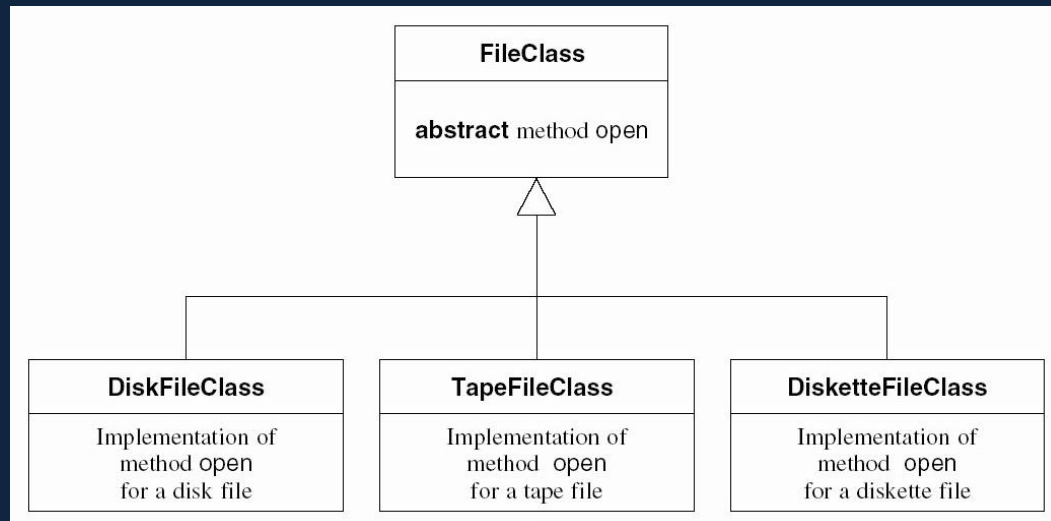 FileClass
abstract method open
DiskFileClass
Implementation of
method open
for a disk file
TapeFileClass
Implementation of
method open
for a tape file
DisketteFileClass
Implementation of
method open
for a diskette file